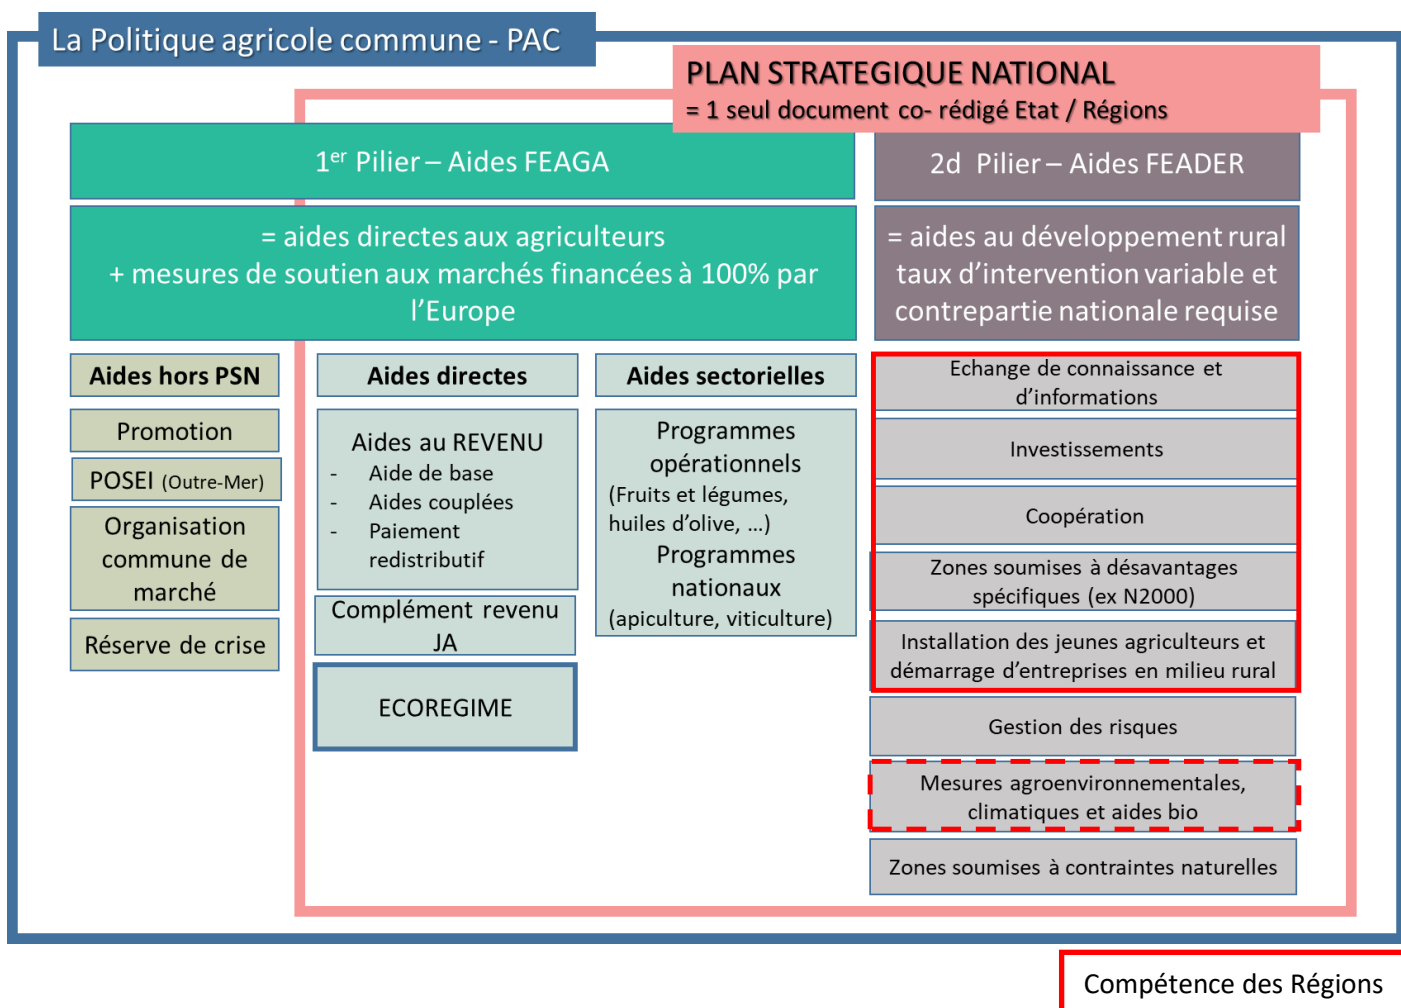 La Politique agricole commune - PAC
PLAN STRATEGIQUE NATIONAL
= 1 seul document co- rédigé Etat / Régions
1er Pilier – Aides FEAGA
2d Pilier – Aides FEADER
= aides directes aux agriculteurs
+ mesures de soutien aux marchés financées à 100% par
l'Europe
= aides au développement rural
taux d'intervention variable et
contrepartie nationale requise
Aides hors PSN
Promotion
POSEI (Outre-Mer)
Organisation
commune de
marché
Réserve de crise
Aides directes
Aides au REVENU
- Aide de base
- Aides couplées
- Paiement
redistributif
Complément revenu
JA
ECOREGIME
Aides sectorielles
Programmes
opérationnels
(Fruits et légumes,
huiles d'olive, …)
Programmes
nationaux
(apiculture, viticulture)
Echange de connaissance et
d'informations
Investissements
Coopération
Zones soumises à désavantages
spécifiques (ex N2000)
Installation des jeunes agriculteurs et
démarrage d'entreprises en milieu rural
Gestion des risques
Mesures agroenvironnementales,
climatiques et aides bio
Zones soumises à contraintes naturelles
Compétence des Régions